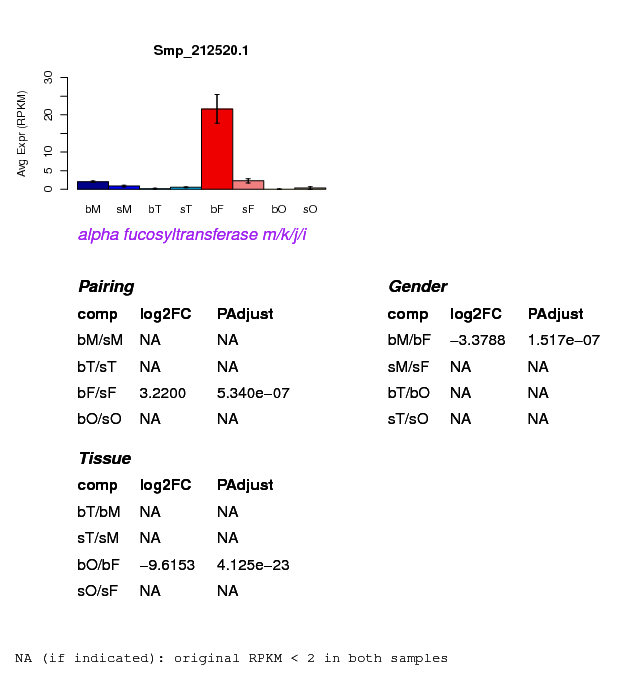 Smp_212520.1
Avg Expr (RPKM)
0 5 10 20 30
bM sM bT sT bF sF bO sO
alpha fucosyltransferase m/k/j/i
Pairing
comp log2FC PAdjust
bM/sM NA NA
bT/sT NA NA
bF/sF 3.2200 5.340e−07
bO/sO NA NA
Gender
comp log2FC PAdjust
bM/bF −3.3788 1.517e−07
sM/sF NA NA
bT/bO NA NA
sT/sO NA NA
Tissue
comp log2FC PAdjust
bT/bM NA NA
sT/sM NA NA
bO/bF −9.6153 4.125e−23
sO/sF NA NA
NA (if indicated): original RPKM < 2 in both samples